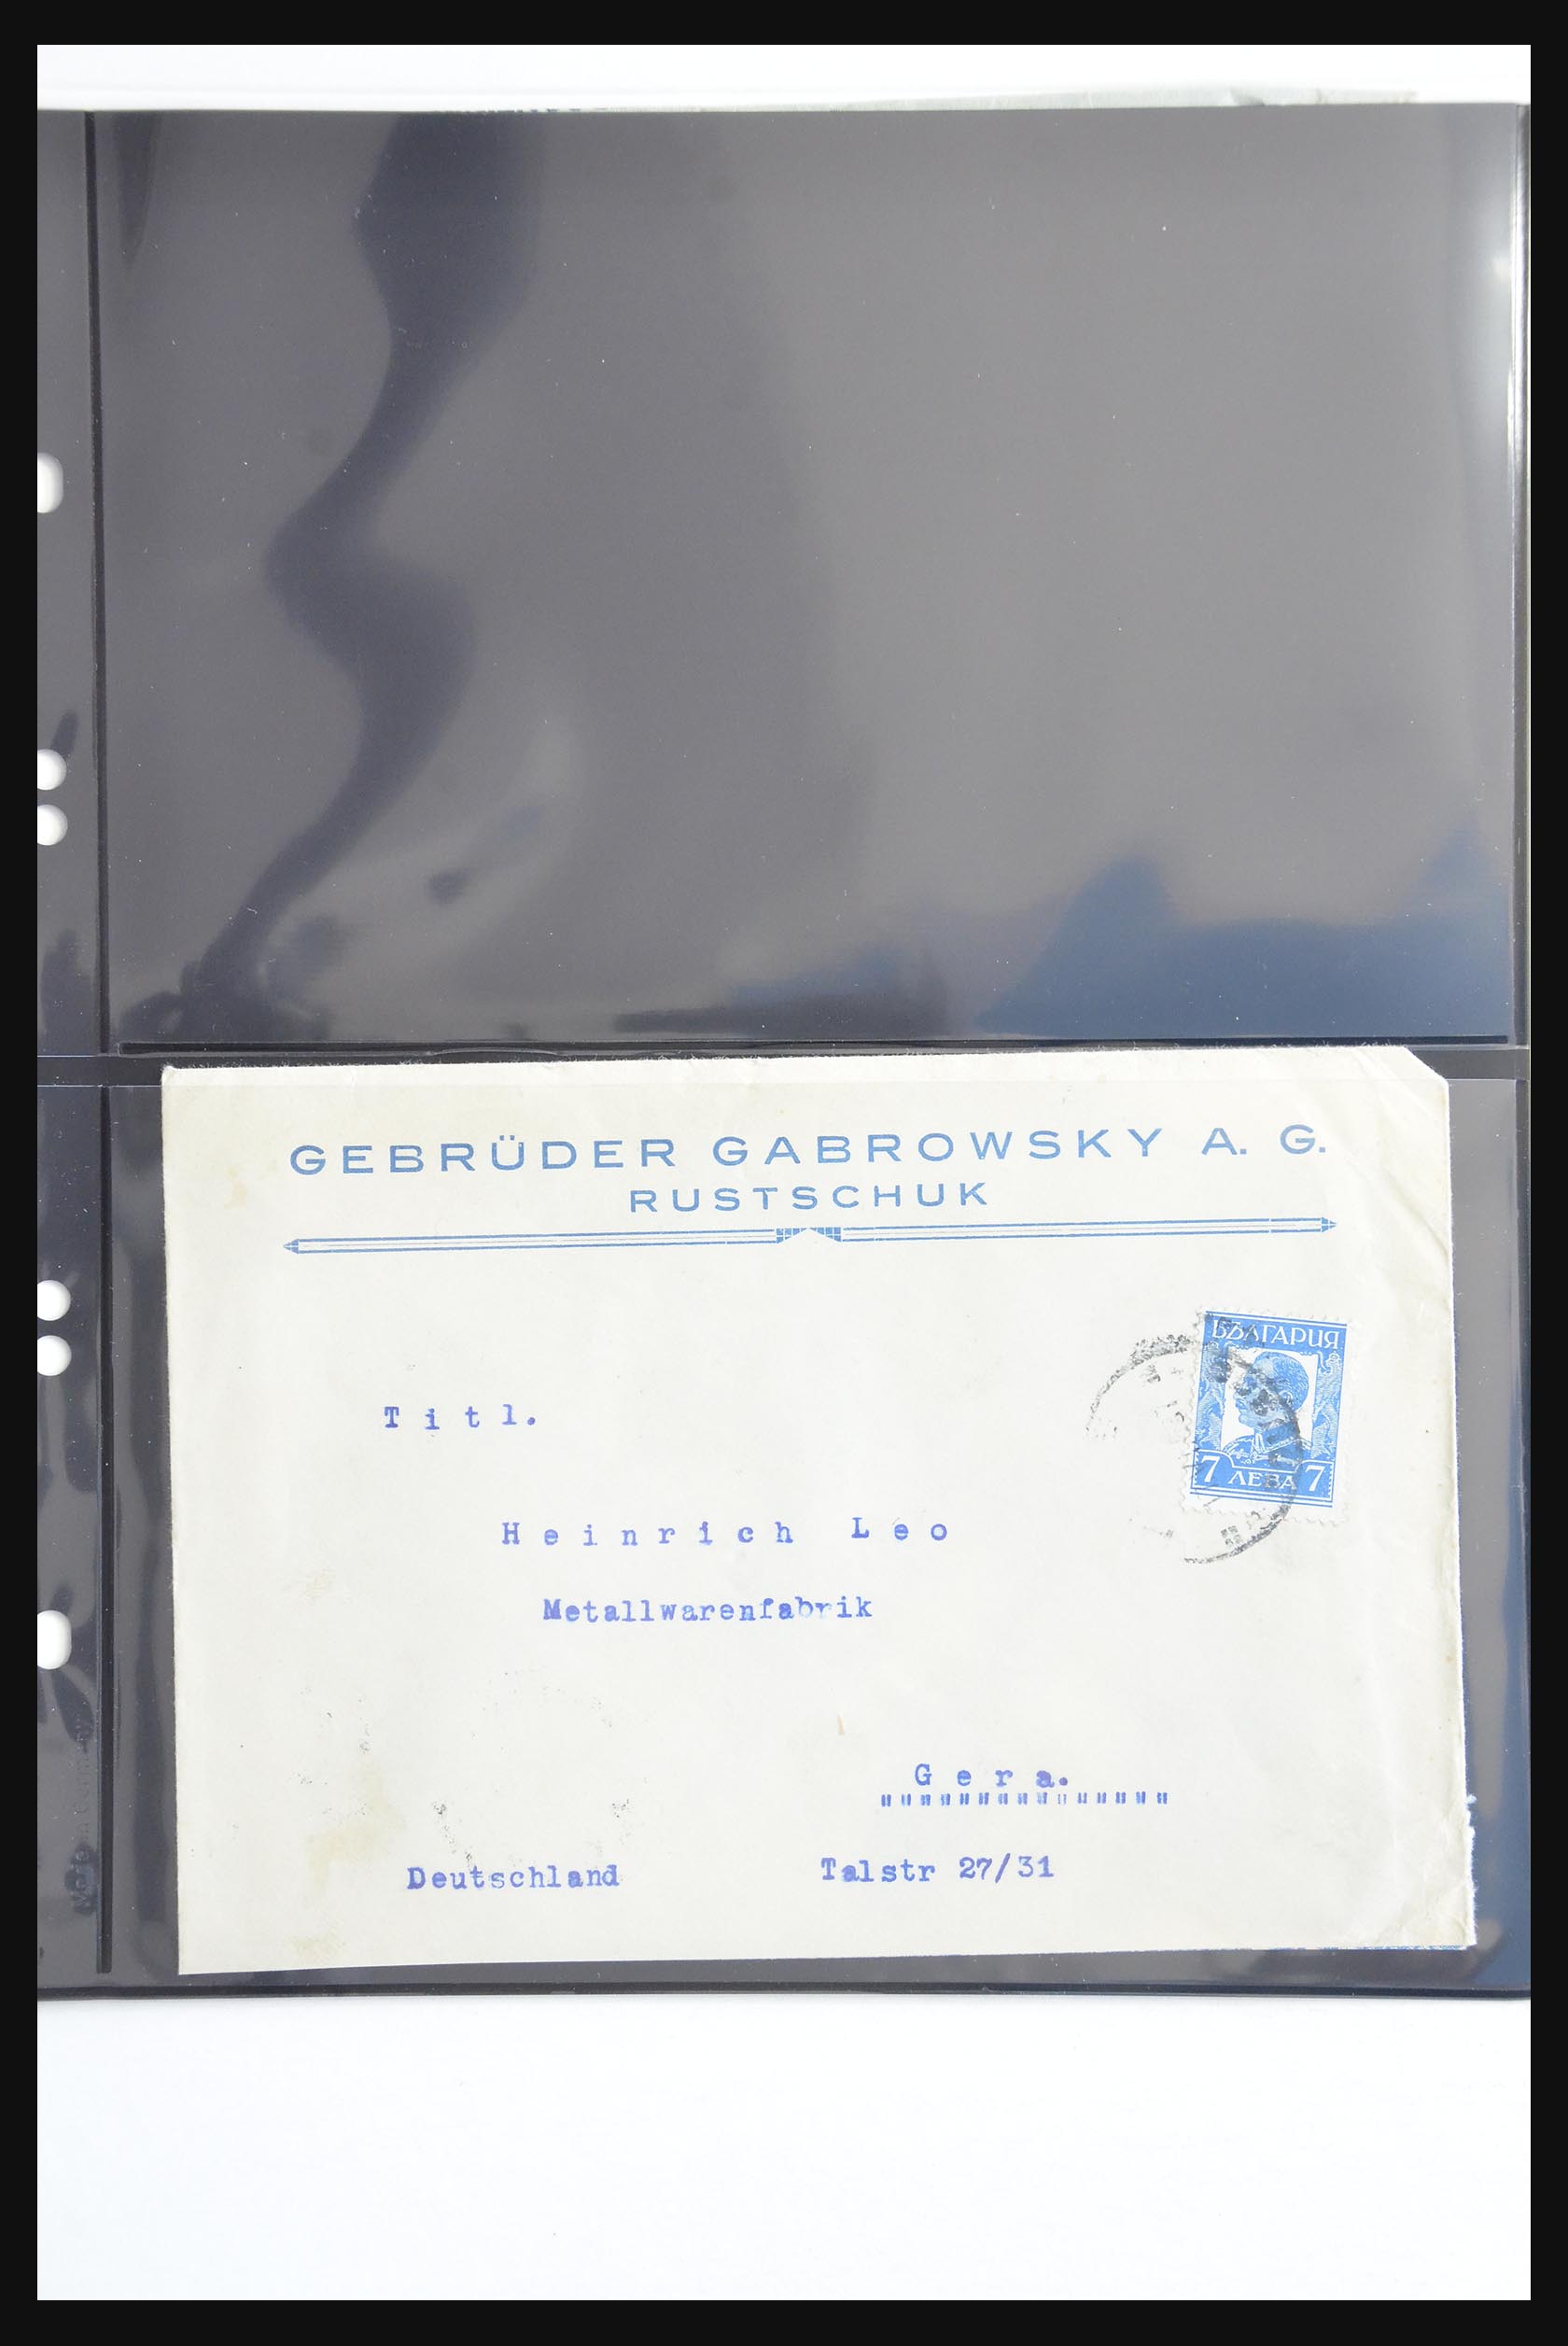 GEBRÜDER GABROWSKY A. G.
RUSTSCHUK
БЪЛГАРИЯ
7 ЛЕВА 7
Titl.
Heinrich Leo
Metallwarenfabrik
Gera.
""""""""""""""" 
Deutschland Talstr 27/31